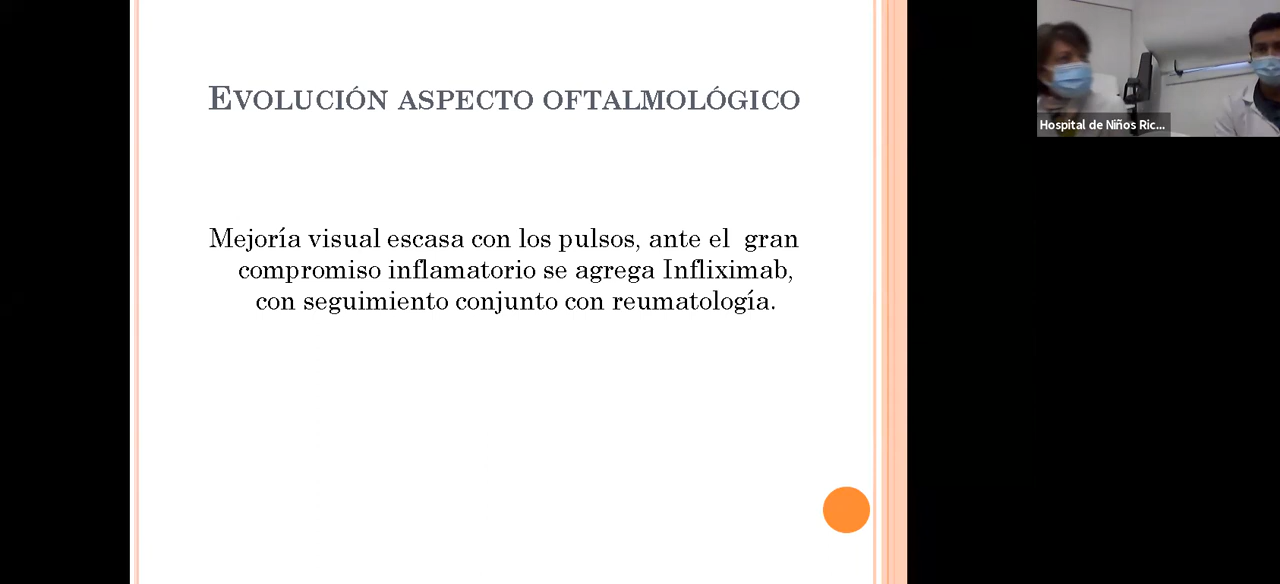 EVOLUCIÓN ASPECTO OFTALMOLÓGICO
Mejoría visual escasa con los pulsos, ante el gran
compromiso inflamatorio se agrega Infliximab,
con seguimiento conjunto con reumatología.
Hospital de Niños Ric...